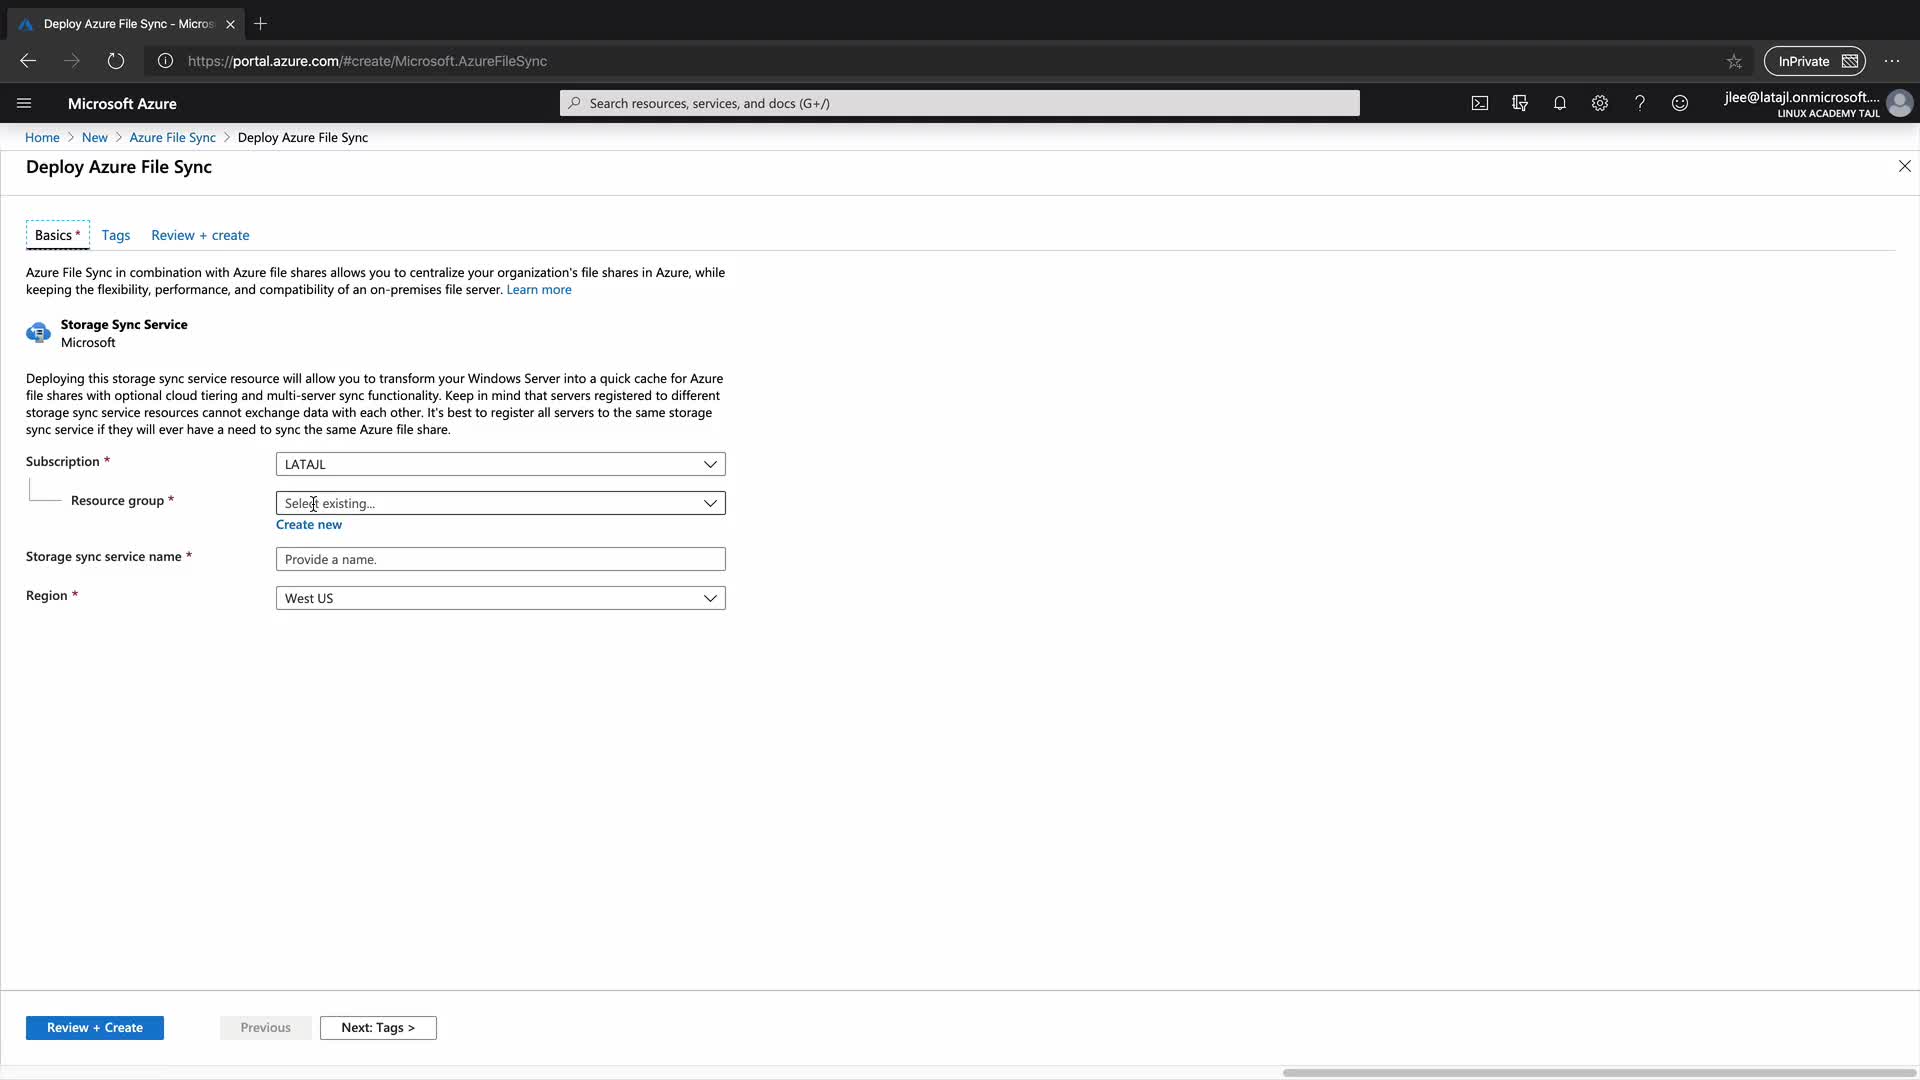 Deploy Azure File Sync - Micros
https://portal.azure.com/#create/Microsoft.AzureFileSync
InPrivate
Microsoft Azure
Search resources, services, and docs (G+/)
jlee@latajl.onmicrosoft....
LINUX ACADEMY TAJL
Home > New > Azure File Sync > Deploy Azure File Sync
Deploy Azure File Sync
Basics * Tags Review + create
Azure File Sync in combination with Azure file shares allows you to centralize your organization's file shares in Azure, while
keeping the flexibility, performance, and compatibility of an on-premises file server. Learn more
Storage Sync Service
Microsoft
Deploying this storage sync service resource will allow you to transform your Windows Server into a quick cache for Azure
file shares with optional cloud tiering and multi-server sync functionality. Keep in mind that servers registered to different
storage sync service resources cannot exchange data with each other. It's best to register all servers to the same storage
sync service if they will ever have a need to sync the same Azure file share.
Subscription * LATAJL
Resource group * Select existing...
Create new
Storage sync service name * Provide a name.
Region * West US
Review + Create Previous Next: Tags >